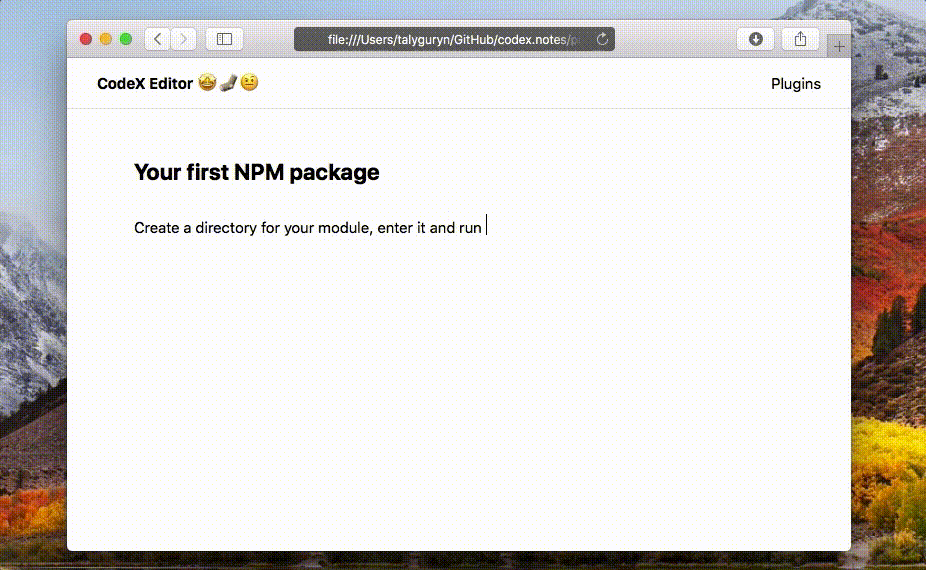 file:///Users/talyguryn/GitHub/codex.notes/p
CodeX Editor 🤩🧦🤨
Plugins
Your first NPM package
Create a directory for your module, enter it and run